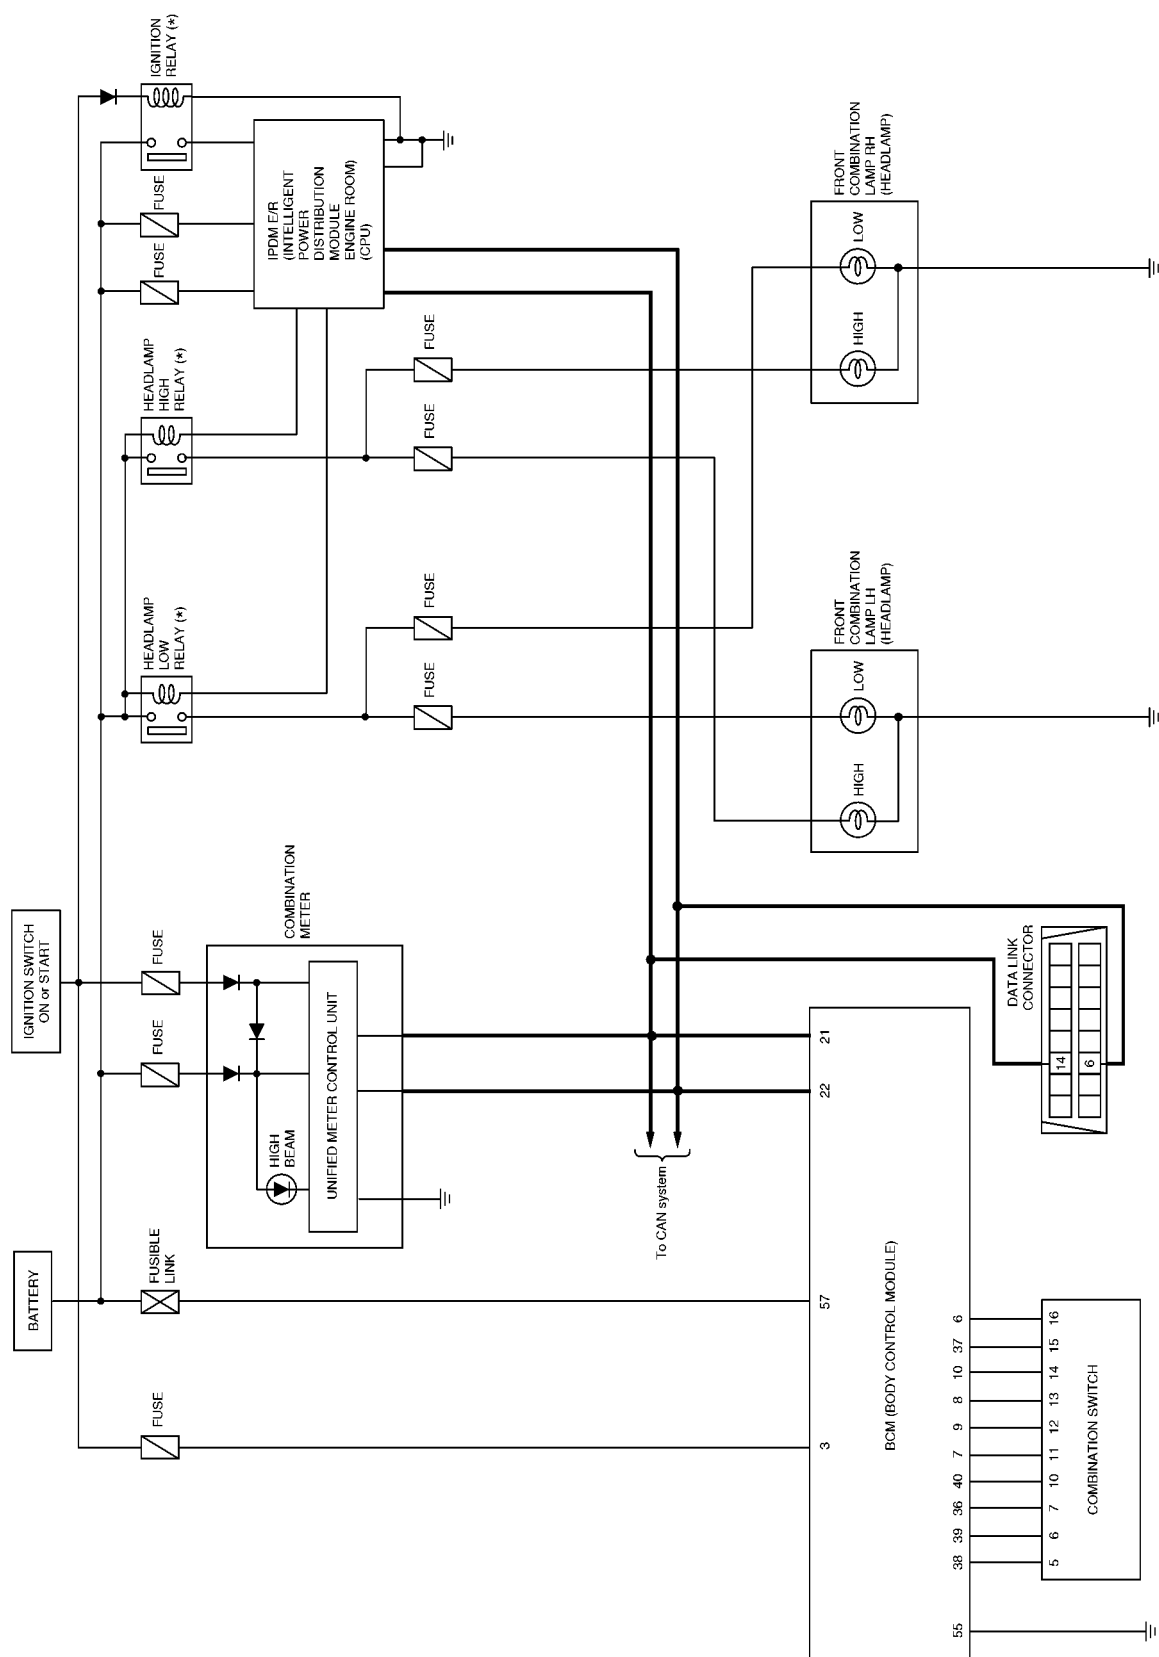 IGNITION SWITCH
ON or START
BATTERY
FUSE
FUSIBLE
LINK
FUSE
FUSE
HEADLAMP
LOW
RELAY (*)
HEADLAMP
HIGH
RELAY (*)
FUSE
FUSE
IGNITION
RELAY (*)
COMBINATION
METER
HIGH
BEAM
UNIFIED METER CONTROL UNIT
IPDM E/R
(INTELLIGENT
POWER
DISTRIBUTION
MODULE
ENGINE ROOM)
(CPU)
FUSE
FUSE
FUSE
FUSE
To CAN system
FRONT
COMBINATION
LAMP LH
(HEADLAMP)
HIGH
LOW
FRONT
COMBINATION
LAMP RH
(HEADLAMP)
HIGH
LOW
3
57
22
21
BCM (BODY CONTROL MODULE)
55
38
39
36
40
7
9
8
10
37
6
5
6
7
10
11
12
13
14
15
16
COMBINATION SWITCH
DATA LINK
CONNECTOR
14
6